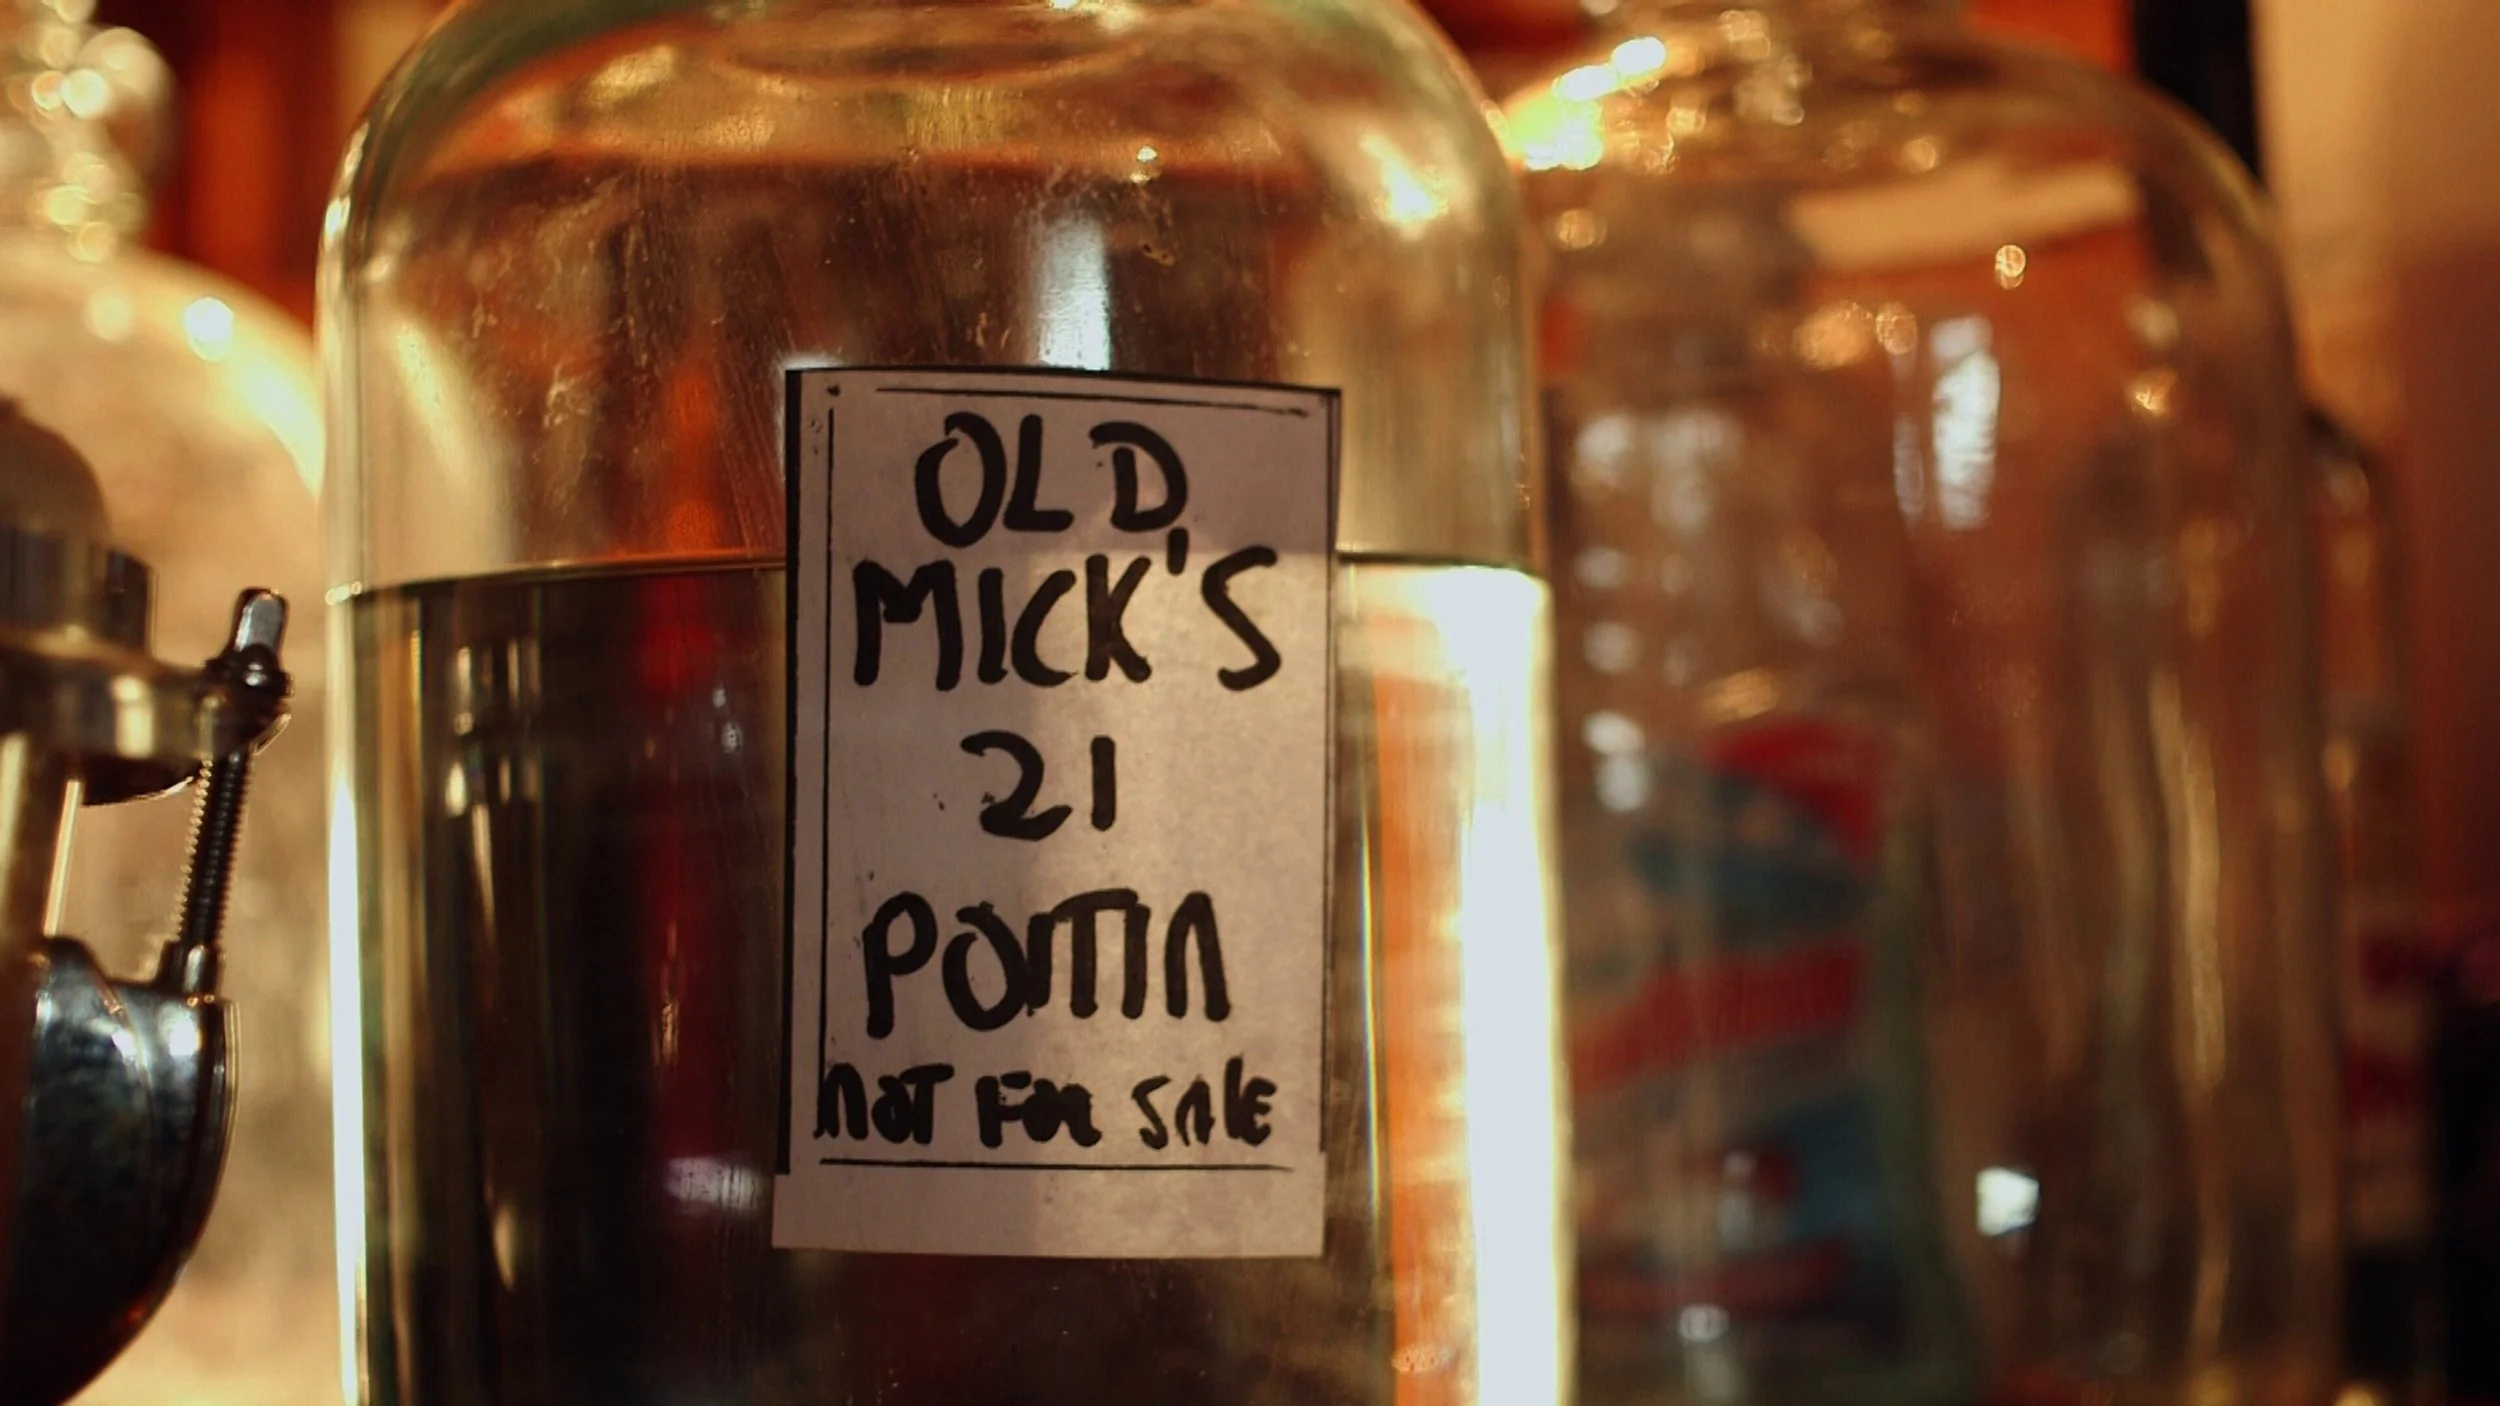 OLD
MICK'S
21
POITIN
NOT FOR SALE